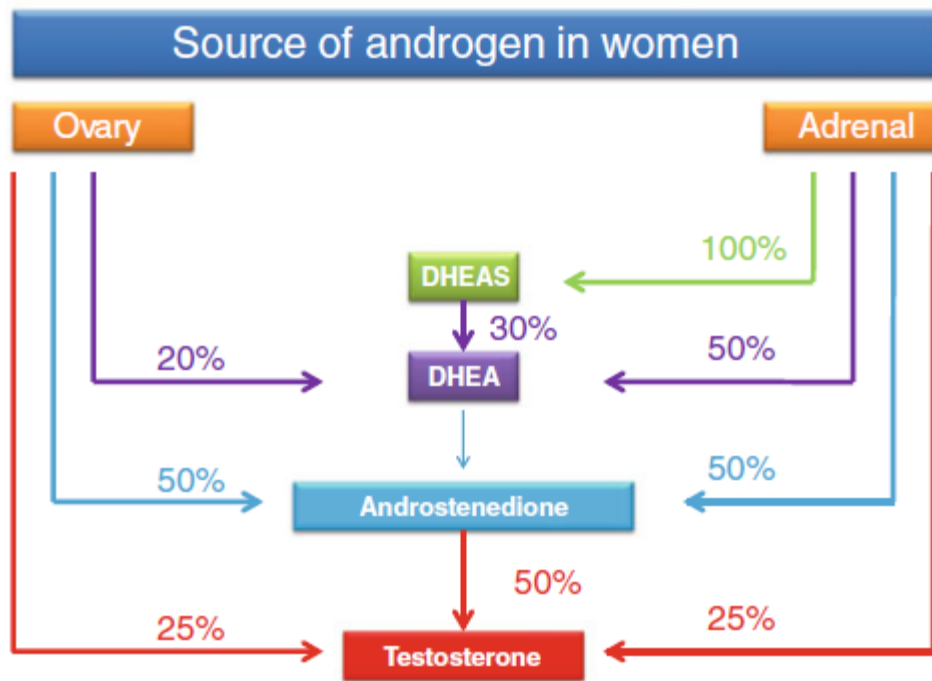 Source of androgen in women
Ovary
Adrenal
100%
DHEAS
30%
20%
50%
DHEA
50%
50%
Androstenedione
50%
25%
25%
Testosterone